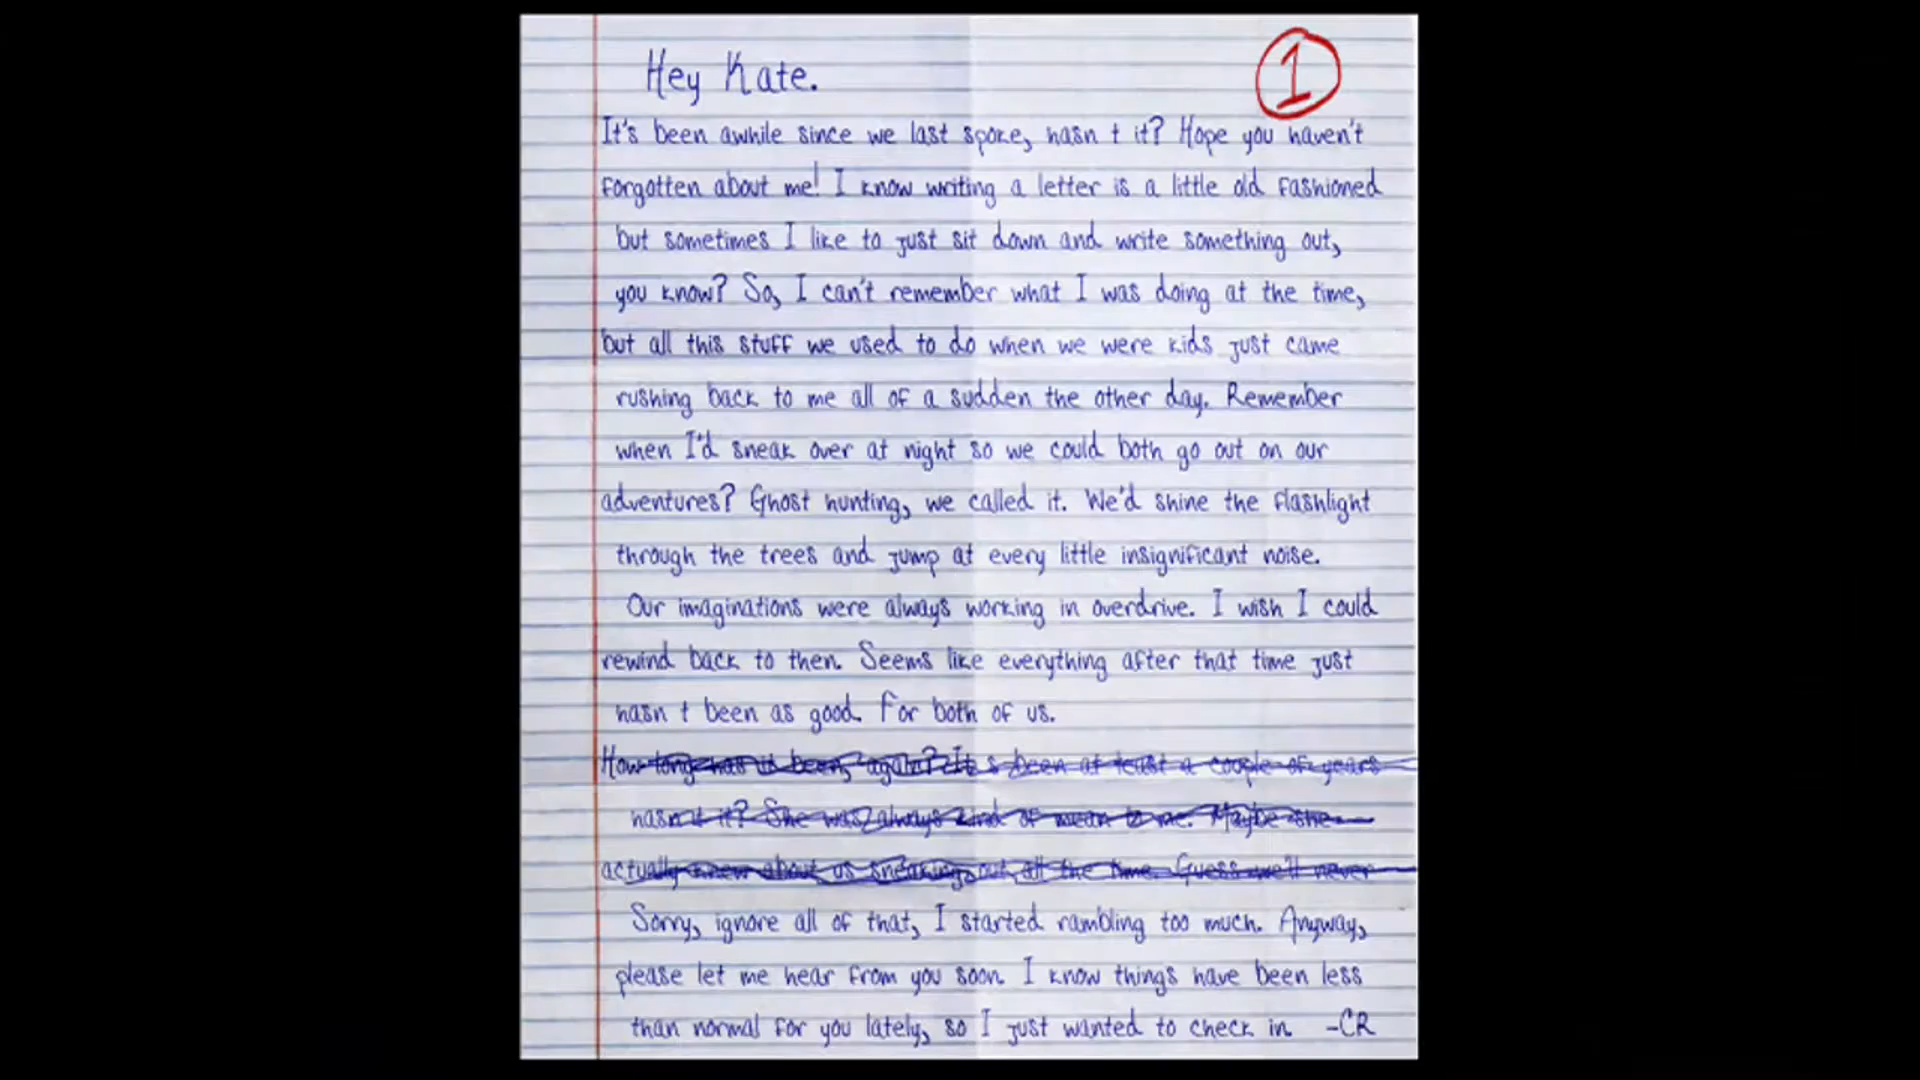 Hey Kate.
1
It's been awhile since we last spoke, hasn t it? Hope you haven't
forgotten about me! I know writing a letter is a little old fashioned
but sometimes I like to just sit down and write something out,
you know? So, I can't remember what I was doing at the time,
but all this stuff we used to do when we were kids just came
rushing back to me all of a sudden the other day. Remember
when I'd sneak over at night so we could both go out on our
adventures? Ghost hunting, we called it. We'd shine the flashlight
through the trees and jump at every little insignificant noise.
Our imaginations were always working in overdrive. I wish I could
rewind back to then. Seems like everything after that time just
hasn t been as good. For both of us.
How long has it been, again? It s been at least a couple of years
hasn t it? She was always kind of mean to me. Maybe she
actually knew about us sneaking out all the time. Guess we'll never
Sorry, ignore all of that, I started rambling too much. Anyway,
please let me hear from you soon. I know things have been less
than normal for you lately, so I just wanted to check in. -CR